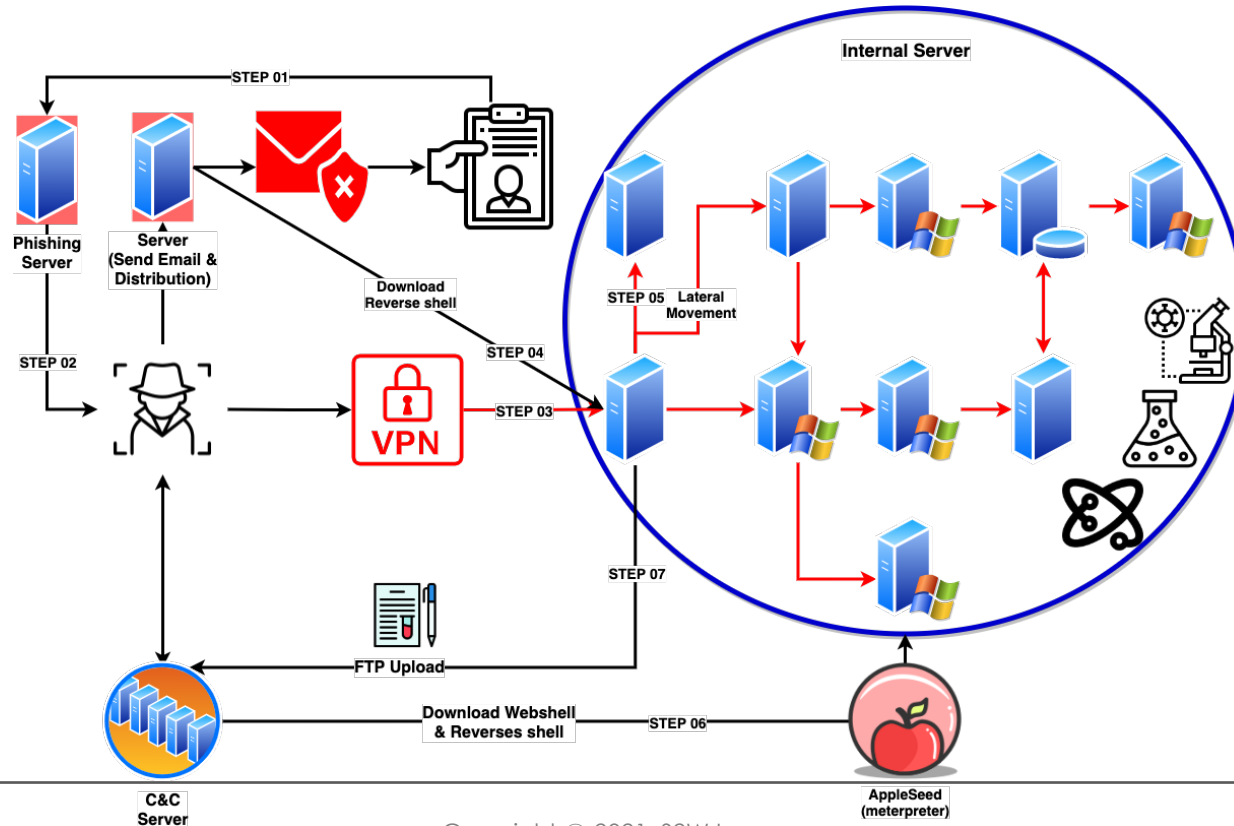 Internal Server
STEP 01
Phishing
Server
Server
(Send Email &
Distribution)
Download
Reverse shell
STEP 05
Lateral
Movement
STEP 02
STEP 04
VPN
STEP 03
STEP 07
FTP Upload
Download Webshell
& Reverses shell
STEP 06
C&C
Server
AppleSeed
(meterpreter)